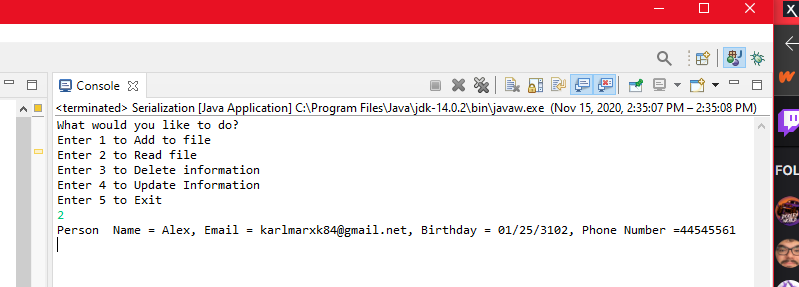 Console
<terminated> Serialization [Java Application] C:\Program Files\Java\jdk-14.0.2\bin\javaw.exe (Nov 15, 2020, 2:35:07 PM – 2:35:08 PM)
What would you like to do?
Enter 1 to Add to file
Enter 2 to Read file
Enter 3 to Delete information
Enter 4 to Update Information
Enter 5 to Exit
2
Person  Name = Alex, Email = karlmarxk84@gmail.net, Birthday = 01/25/3102, Phone Number =44545561
FOL